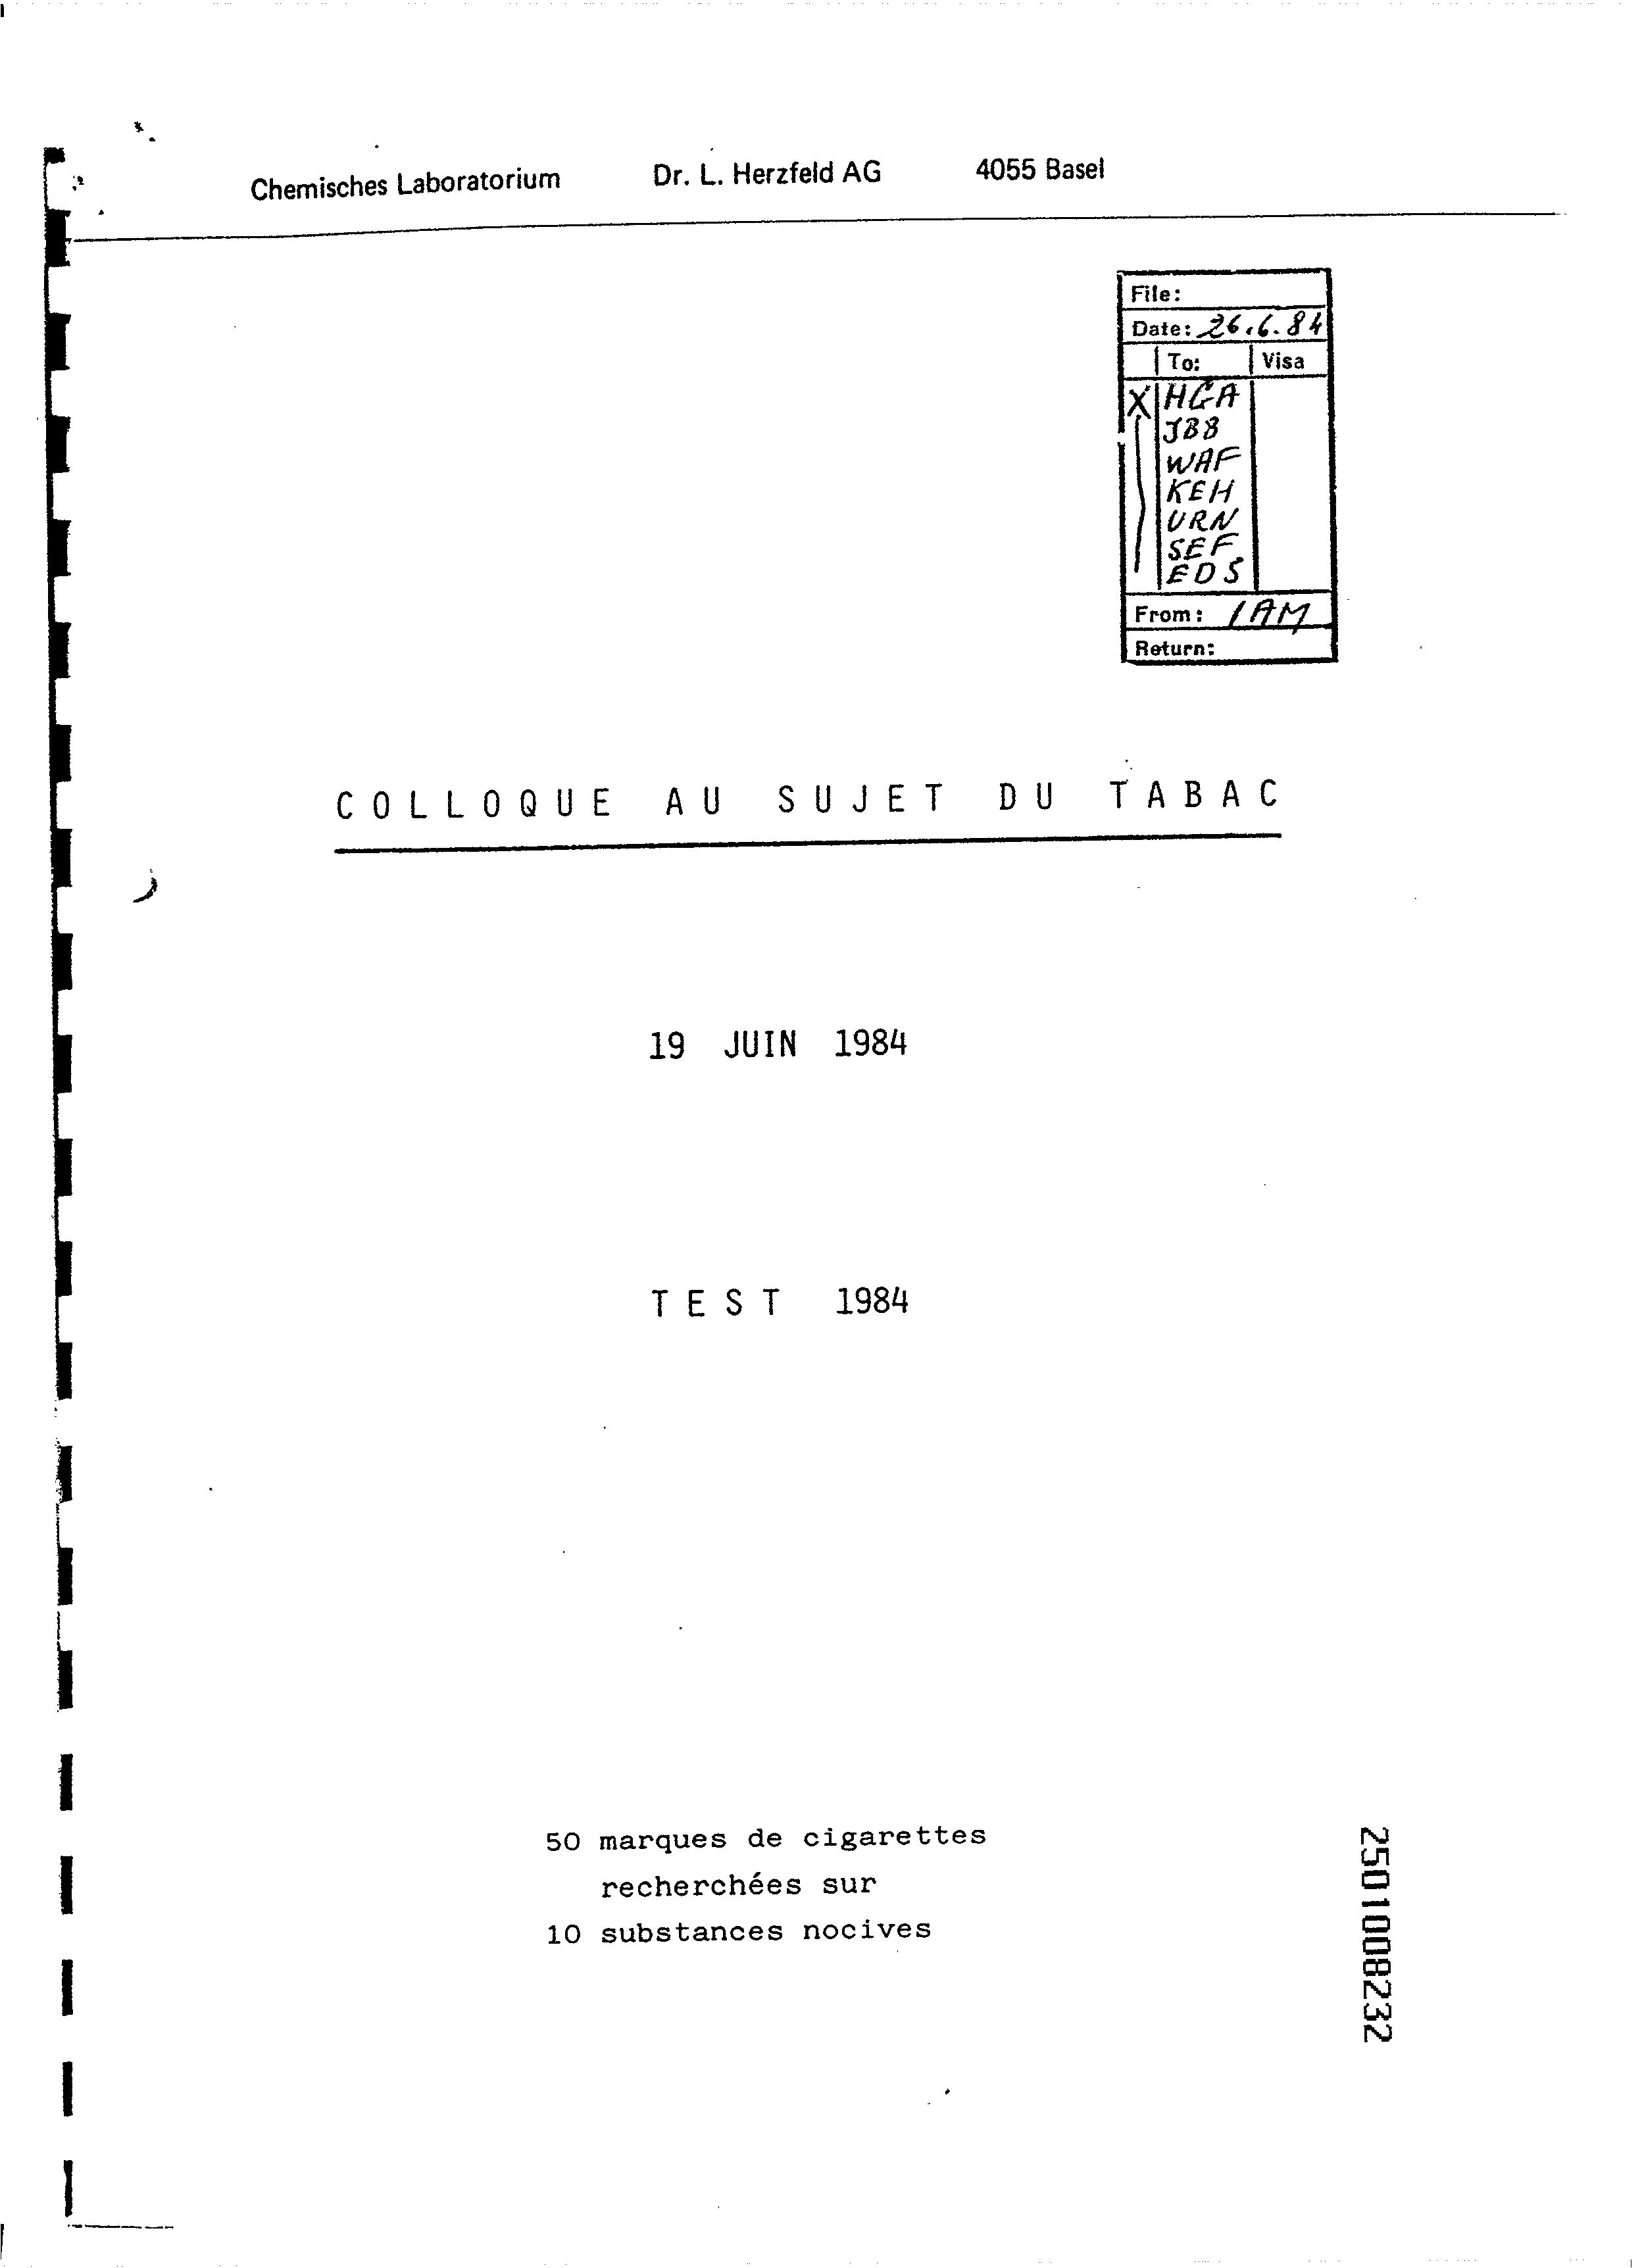 Chemisches Laboratorium Dr. L. Herzfeld AG 4055 Basel
File:
Date: 26.6.84
To: Visa
X HGA
JBB
WAF
KEH
URN
SEF
EDS
From: IAM
Return:
COLLOQUE AU SUJET DU TABAC
19 JUIN 1984
TEST 1984
50 marques de cigarettes
recherchées sur
10 substances nocives
2501008232